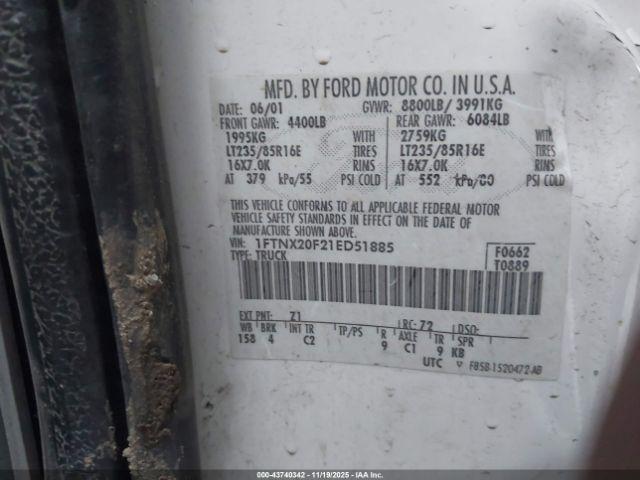 MFD. BY FORD MOTOR CO. IN U.S.A.
DATE: 06/01 GVWR: 8800LB/ 3991KG
FRONT GAWR: 4400LB REAR GAWR: 6084LB
1995KG WITH 2759KG WITH
LT235/85R16E TIRES LT235/85R16E TIRES
16X7.0K RIMS 16X7.0K RIMS
AT 379 kPa/55 PSI COLD AT 552 kPa/80 PSI COLD
THIS VEHICLE CONFORMS TO ALL APPLICABLE FEDERAL MOTOR
VEHICLE SAFETY STANDARDS IN EFFECT ON THE DATE OF
MANUFACTURE SHOWN ABOVE.
VIN: 1FTNX20F21ED51885 F0662
TYPE: TRUCK T0889
EXT PNT: Z1 RC: 72 DSO:
WB BRK INT TR TP/PS R AXLE TR SPR
158 4 C2 9 C1 9 KB
UTC F85B-1520472-AB
000-43740342 - 11/19/2025 - IAAI.COM